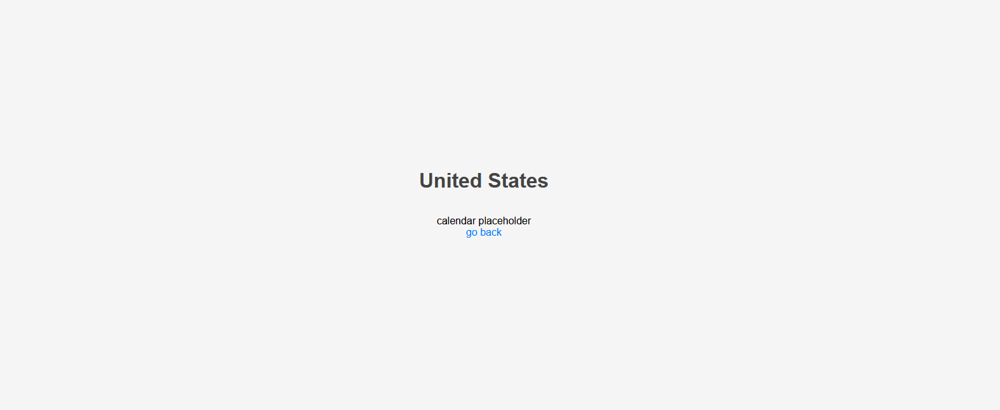 United States
calendar placeholder
go back